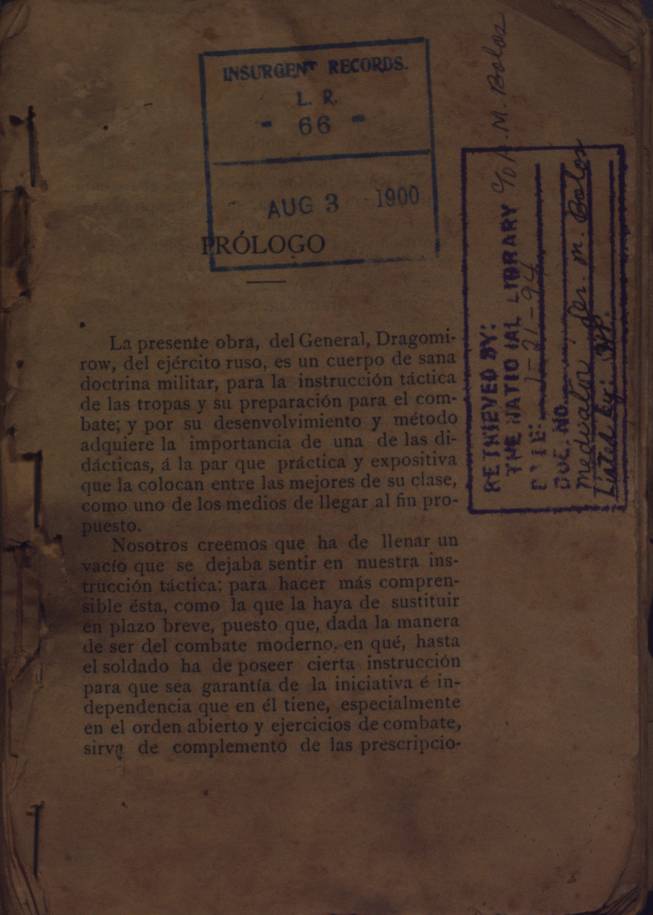 INSURGENT RECORDS.
L. R.
- 66 -
AUG 3 1900
PRÓLOGO
La presente obra, del General, Dragomi-
row, del ejército ruso, es un cuerpo de sana
doctrina militar, para la instrucción táctica
de las tropas y su preparación para el com-
bate; y por su desenvolvimiento y método
adquiere la importancia de una de las di-
dácticas, á la par que práctica y expositiva
que la colocan entre las mejores de su clase,
como uno de los medios de llegar al fin pro-
puesto.
Nosotros creemos que ha de llenar un
vacío que se dejaba sentir en nuestra ins-
trucción táctica: para hacer más compren-
sible ésta, como la que la haya de sustituir
en plazo breve, puesto que, dada la manera
de ser del combate moderno, en qué, hasta
el soldado ha de poseer cierta instrucción
para que sea garantía de la iniciativa é in-
dependencia que en él tiene, especialmente
en el orden abierto y ejercicios de combate,
sirva de complemento de las prescripcio-
RETRIEVED BY:
THE NATIONAL LIBRARY c/o A. M. Bolos
DATE: -21-94
DOC. NO.
M. Bolos
Listed by: